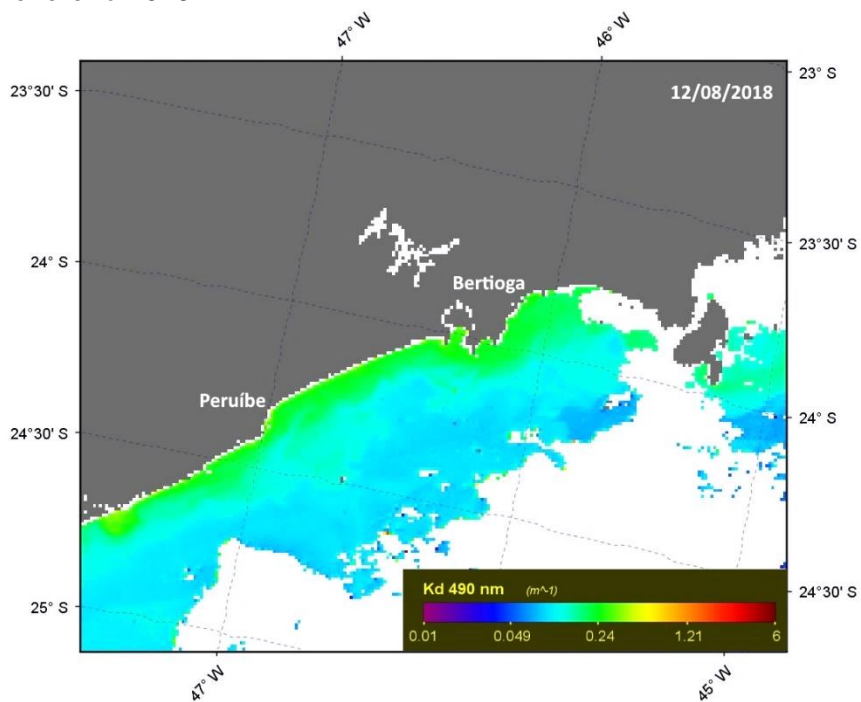 47° W
46° W
23°30' S
23° S
12/08/2018
24° S
23°30' S
Bertioga
Peruíbe
24°30' S
24° S
Kd 490 nm (m^-1)
24°30' S
25° S
0.01 0.049 0.24 1.21 6
47° W
45° W